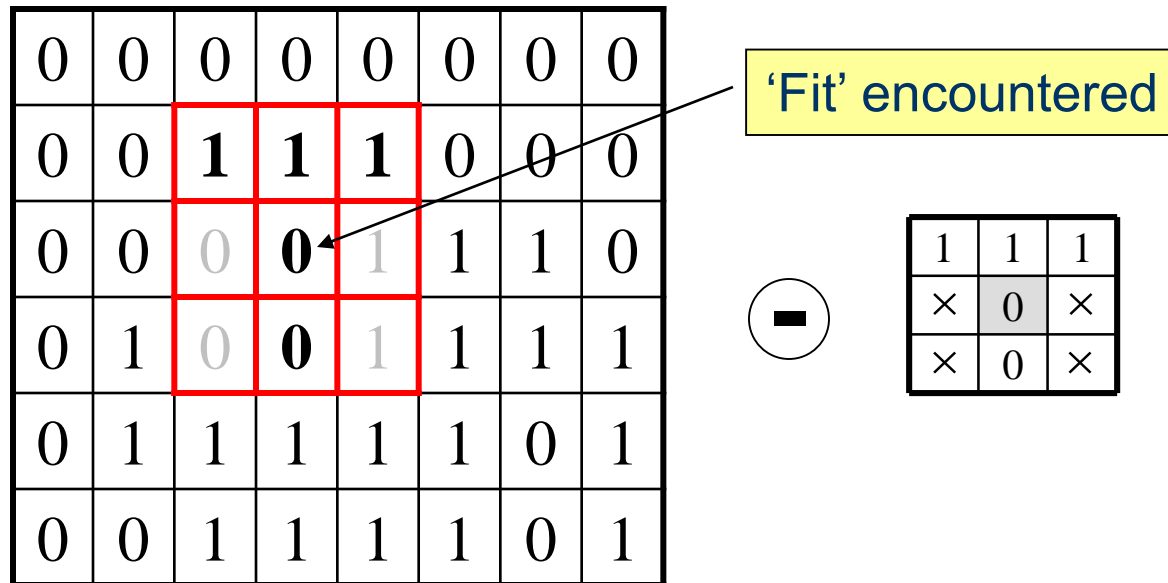 0 0 0 0 0 0 0 0
0 0 1 1 1 0 0 0
0 0 0 0 1 1 1 0
0 1 0 0 1 1 1 1
0 1 1 1 1 1 0 1
0 0 1 1 1 1 0 1
‘Fit’ encountered
1 1 1
× 0 ×
× 0 ×